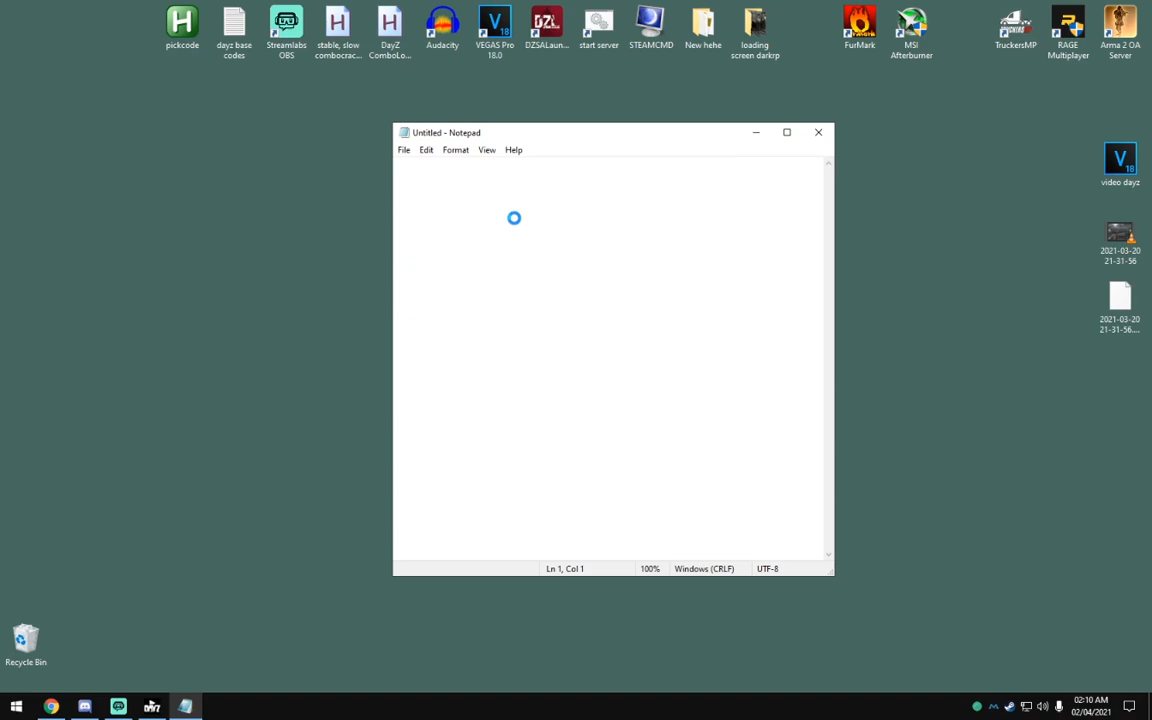 pickcode
dayz base
codes
Streamlabs
OBS
stable, slow
combocrac...
DayZ
ComboLo...
Audacity
VEGAS Pro
18.0
DZSALaun...
start server
STEAMCMD
New hehe
loading
screen darkrp
FurMark
MSI
Afterburner
TruckersMP
RAGE
Multiplayer
Arma 2 OA
Server
Untitled - Notepad
File Edit Format View Help
video dayz
2021-03-20
21-31-56
2021-03-20
21-31-56....
Ln 1, Col 1 100% Windows (CRLF) UTF-8
Recycle Bin
02:10 AM
02/04/2021